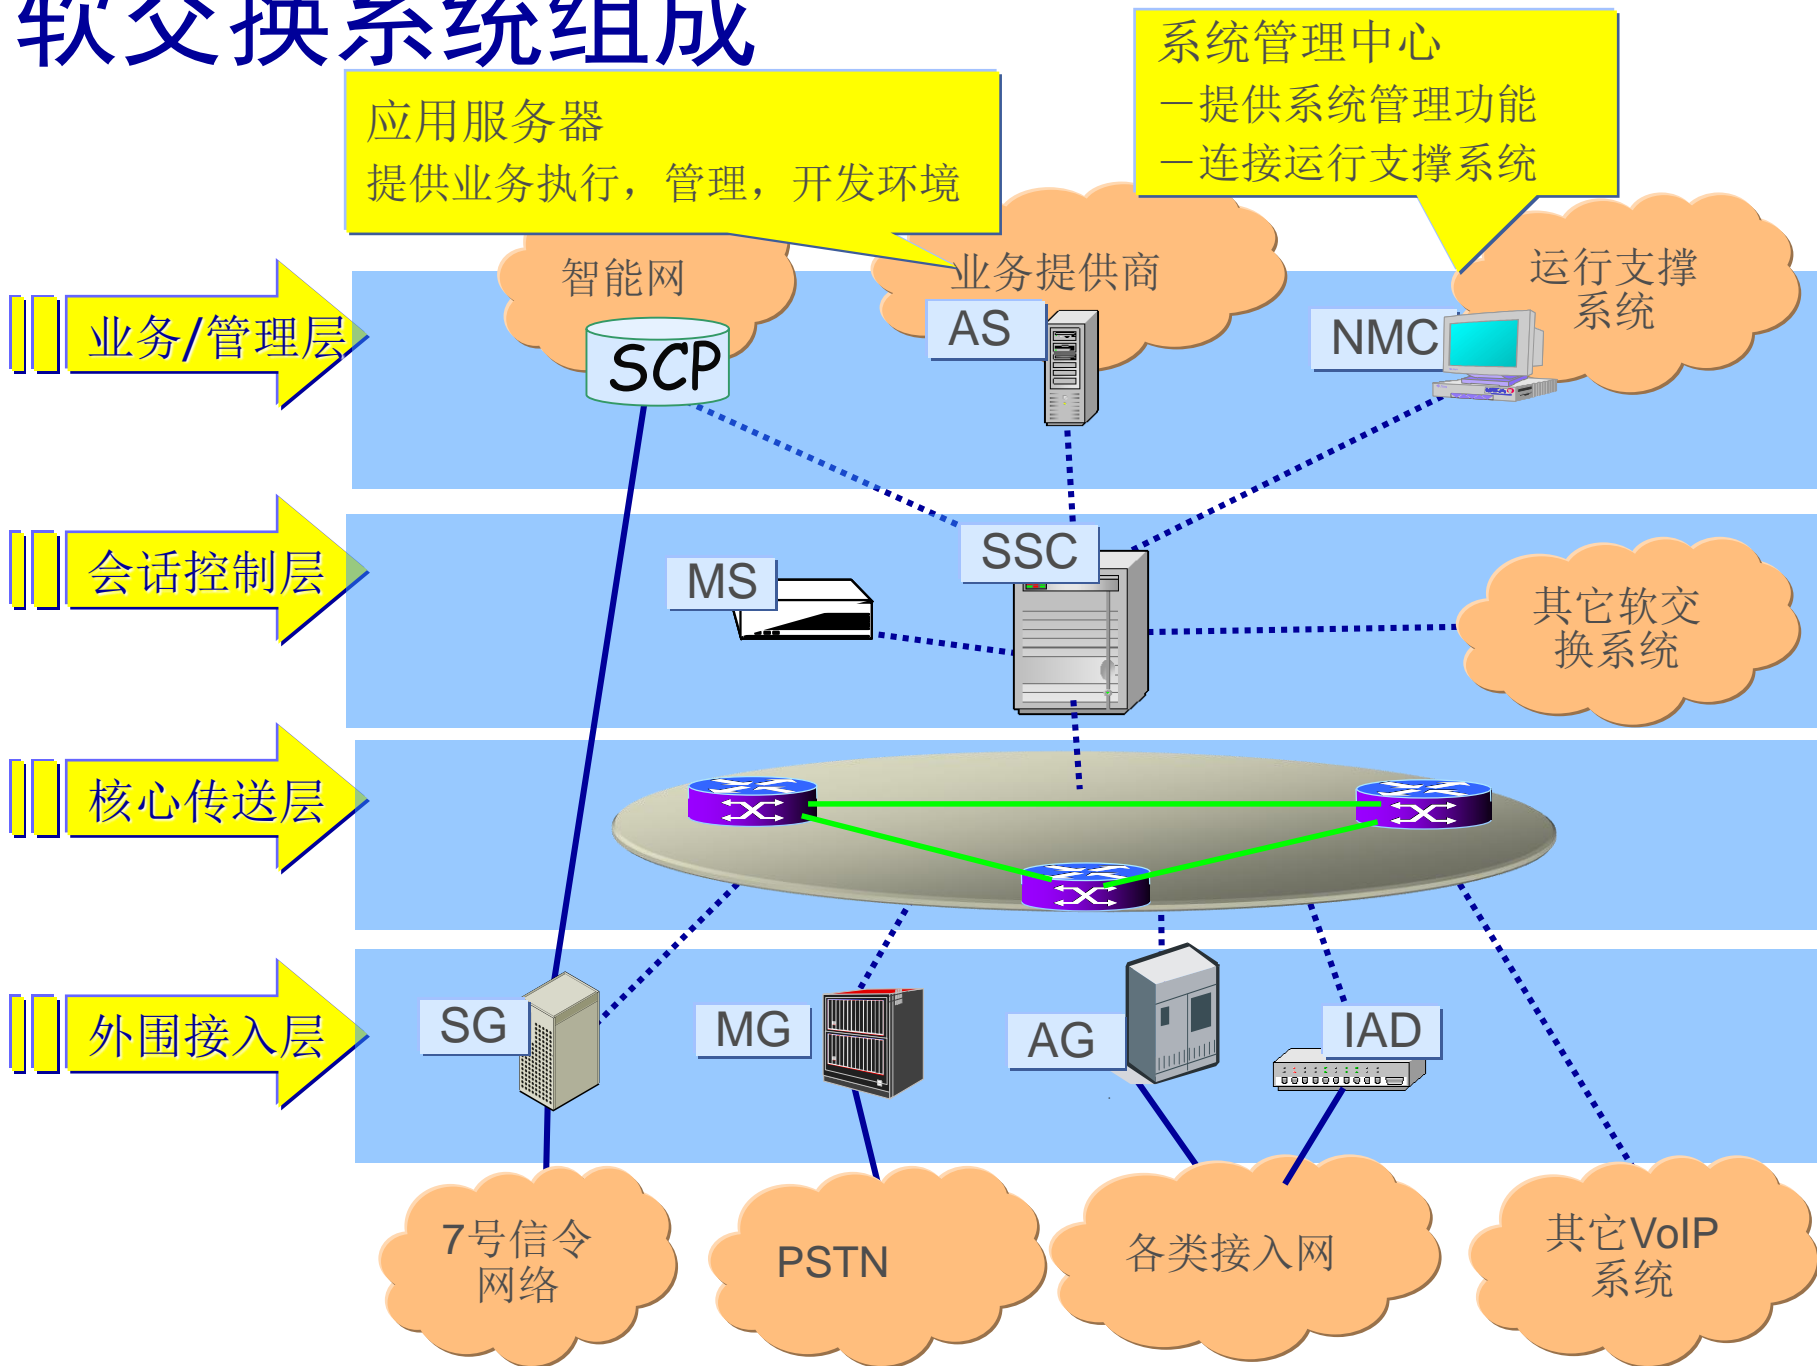 软交换系统组成
系统管理中心
－提供系统管理功能
－连接运行支撑系统
应用服务器
提供业务执行，管理，开发环境
智能网
业务提供商
运行支撑
系统
业务/管理层
SCP
AS
NMC
会话控制层
MS
SSC
其它软交
换系统
核心传送层
外围接入层
SG
MG
AG
IAD
7号信令
网络
PSTN
各类接入网
其它VoIP
系统